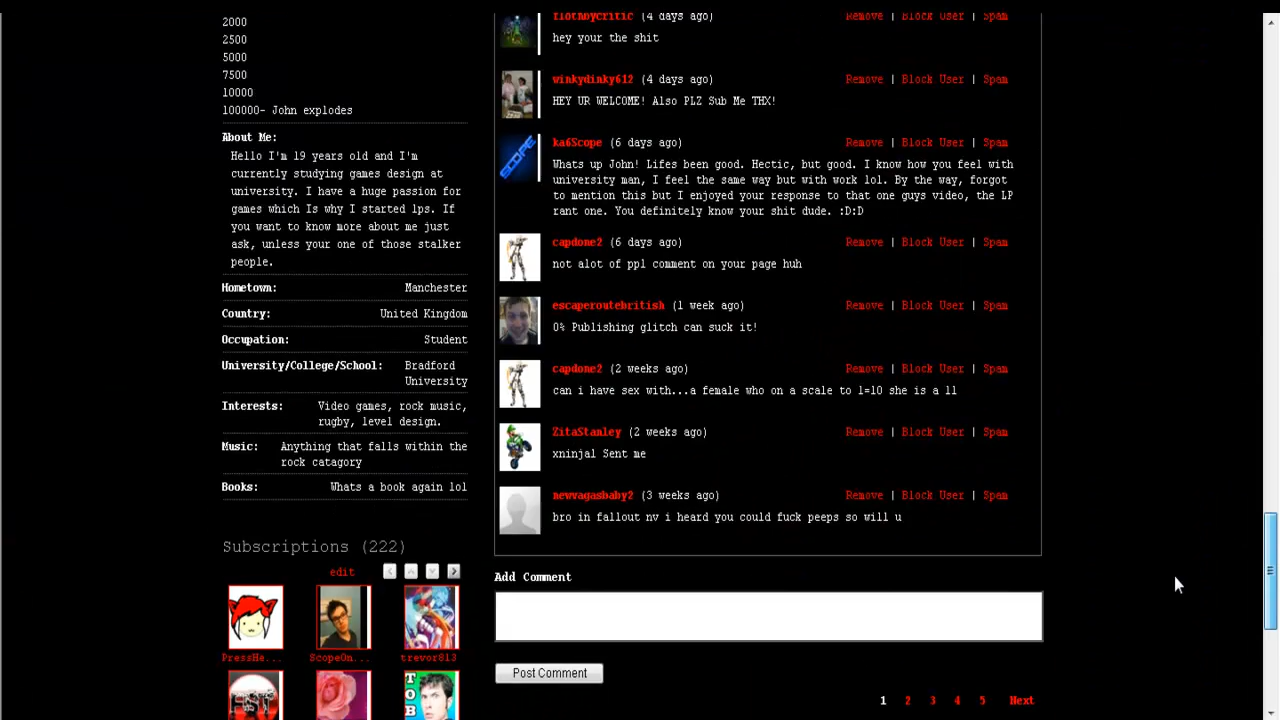 2000
2500
5000
7500
10000
100000- John explodes
About Me:
Hello I'm 19 years old and I'm
currently studying games design at
university. I have a huge passion for
games which Is why I started lps. If
you want to know more about me just
ask, unless your one of those stalker
people.
Hometown: Manchester
Country: United Kingdom
Occupation: Student
University/College/School: Bradford
University
Interests: Video games, rock music,
rugby, level design.
Music: Anything that falls within the
rock catagory
Books: Whats a book again lol
Subscriptions (222)
edit
PressHe... ScopeOn... trevor813
TOB
flothbycritic (4 days ago) Remove | Block User | Spam
hey your the shit
winkydinky612 (4 days ago) Remove | Block User | Spam
HEY UR WELCOME! Also PLZ Sub Me THX!
SCOPE
ka6Scope (6 days ago) Remove | Block User | Spam
Whats up John! Lifes been good. Hectic, but good. I know how you feel with
university man, I feel the same way but with work lol. By the way, forgot
to mention this but I enjoyed your response to that one guys video, the LP
rant one. You definitely know your shit dude. :D:D
capdone2 (6 days ago) Remove | Block User | Spam
not alot of ppl comment on your page huh
escaperoutebritish (1 week ago) Remove | Block User | Spam
0% Publishing glitch can suck it!
capdone2 (2 weeks ago) Remove | Block User | Spam
can i have sex with...a female who on a scale to 1=10 she is a 11
ZitaStanley (2 weeks ago) Remove | Block User | Spam
xninja1 Sent me
newvagasbaby2 (3 weeks ago) Remove | Block User | Spam
bro in fallout nv i heard you could fuck peeps so will u
Add Comment
Post Comment
1 2 3 4 5 Next